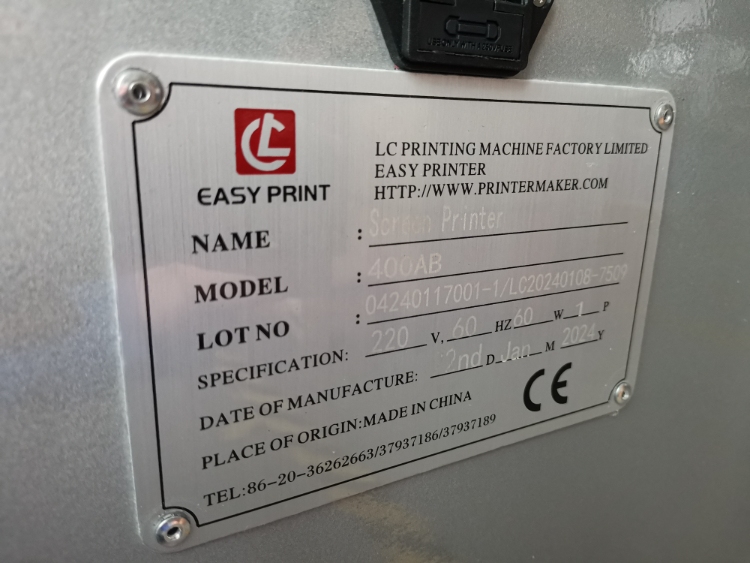 LC PRINTING MACHINE FACTORY LIMITED
EASY PRINTER
HTTP://WWW.PRINTERMAKER.COM
EASY PRINT
NAME : Screen Printer
MODEL : 400AB
LOT NO : 04240117001-1/LC20240108-7509
SPECIFICATION: 220 V, 60 HZ 60 W 1 P
DATE OF MANUFACTURE: 2nd D Jan M 2024 Y
PLACE OF ORIGIN:MADE IN CHINA
CE
TEL:86-20-36262663/37937186/37937189